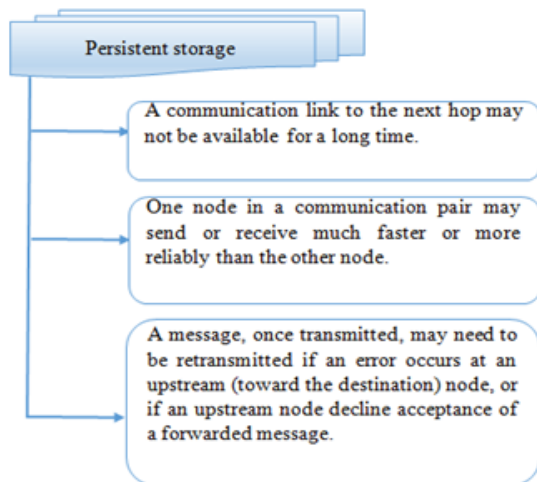 Persistent storage
A communication link to the next hop may
not be available for a long time.
One node in a communication pair may
send or receive much faster or more
reliably than the other node.
A message, once transmitted, may need to
be retransmitted if an error occurs at an
upstream (toward the destination) node, or
if an upstream node decline acceptance of
a forwarded message.